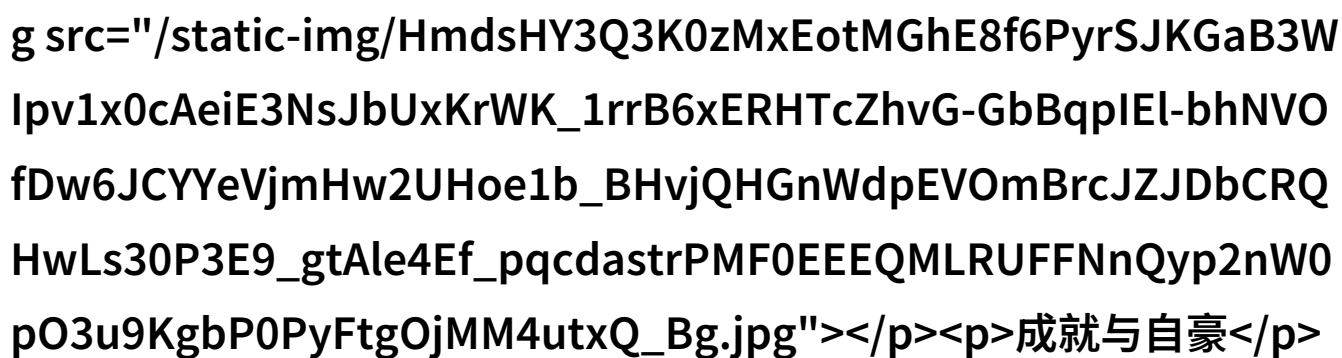 g src="/static-img/HmdsHY3Q3K0zMxEotMGhE8f6PyrSJKGaB3W
Ipv1x0cAeiE3NsJbUxKrWK_1rrB6xERHTcZhvG-GbBqpIEl-bhNVO
fDw6JCYYeVjmHw2UHoe1b_BHvjQHGnWdpEVOmBrcJZJDbCRQ
HwLs30P3E9_gtAle4Ef_pqcdastrPMF0EEEQMLRUFFNnQyp2nW0
pO3u9KgbP0PyFtgOjMM4utxQ_Bg.jpg"></p><p>成就与自豪</p>